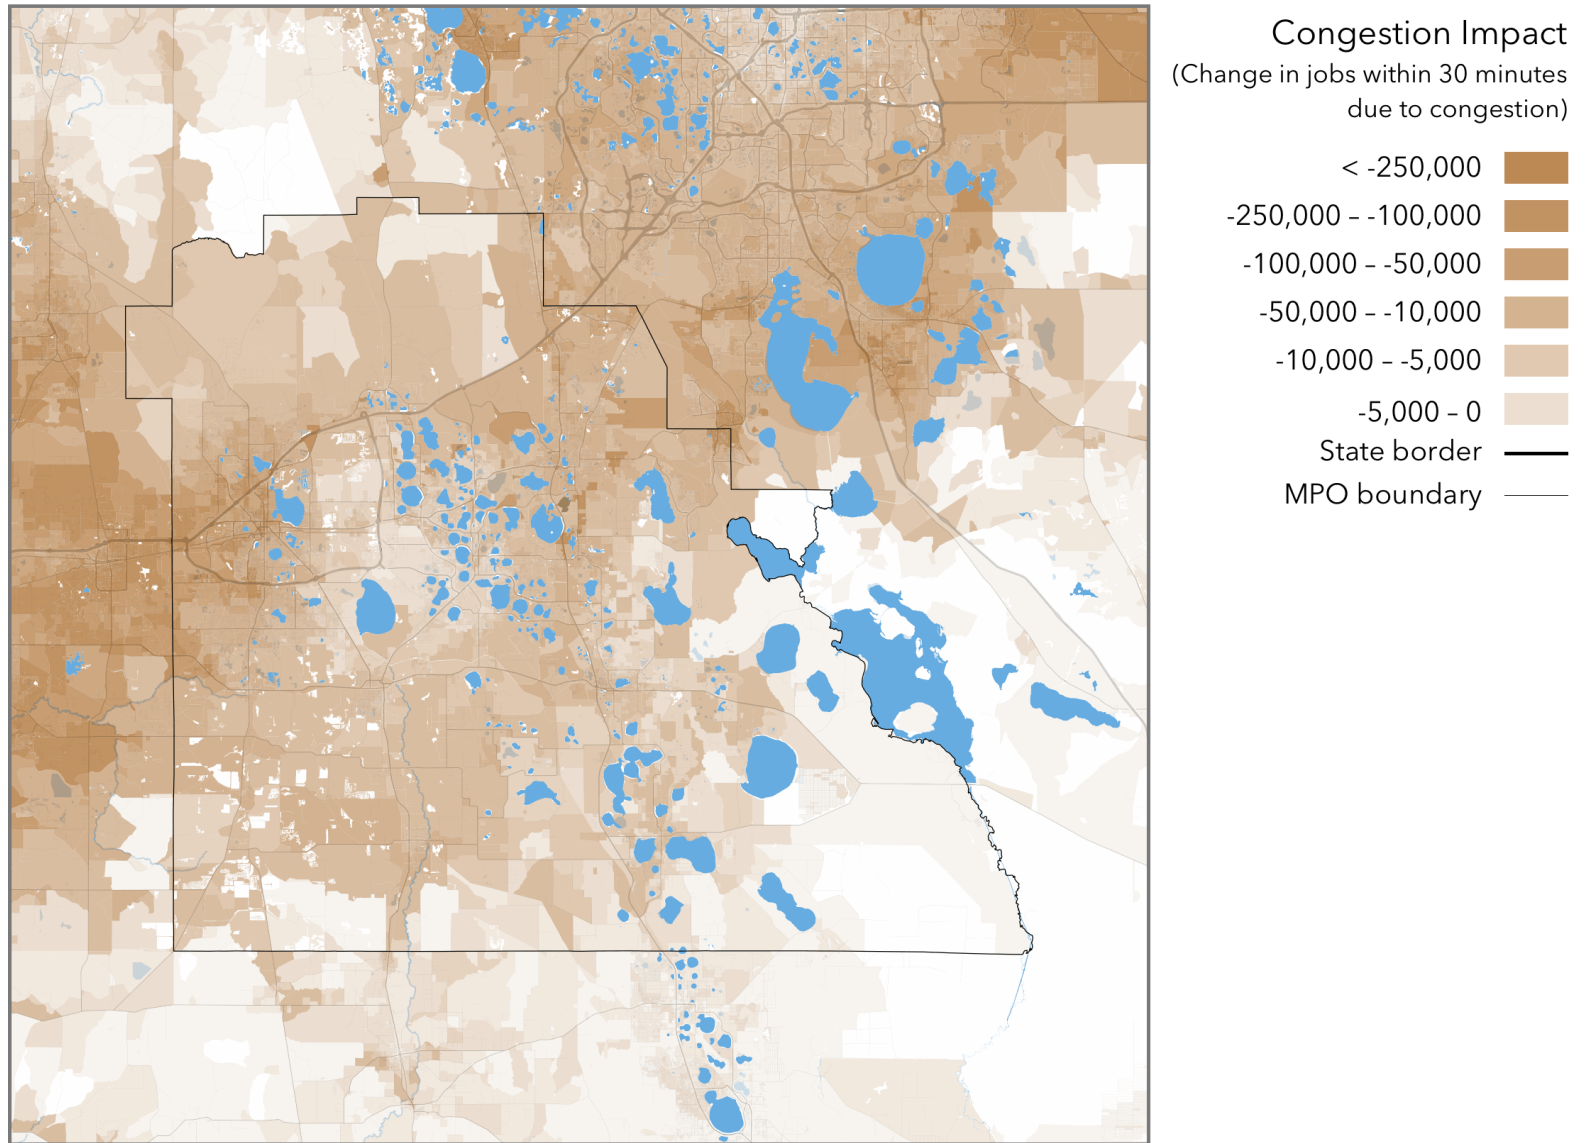 Congestion Impact
(Change in jobs within 30 minutes
due to congestion)
< -250,000
-250,000 – -100,000
-100,000 – -50,000
-50,000 – -10,000
-10,000 – -5,000
-5,000 – 0
State border
MPO boundary